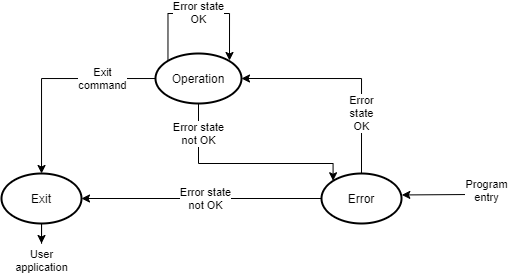 Error state
OK
Exit
command
Operation
Error
state
OK
Error state
not OK
Error state
not OK
Program
entry
Exit
Error
User
application